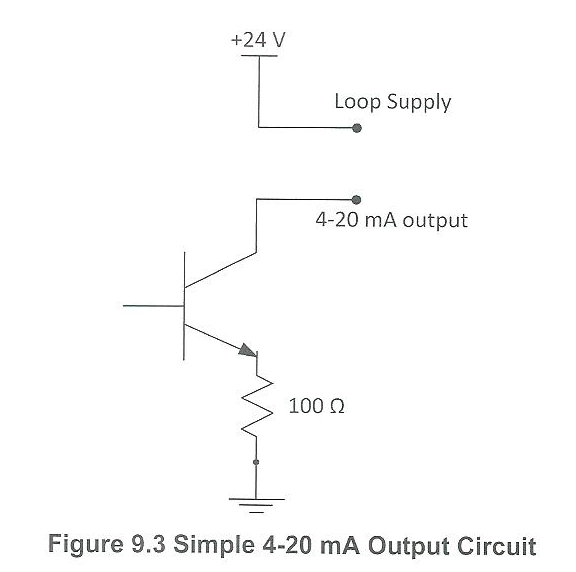 +24 V
Loop Supply
4-20 mA output
100 Ω
Figure 9.3 Simple 4-20 mA Output Circuit